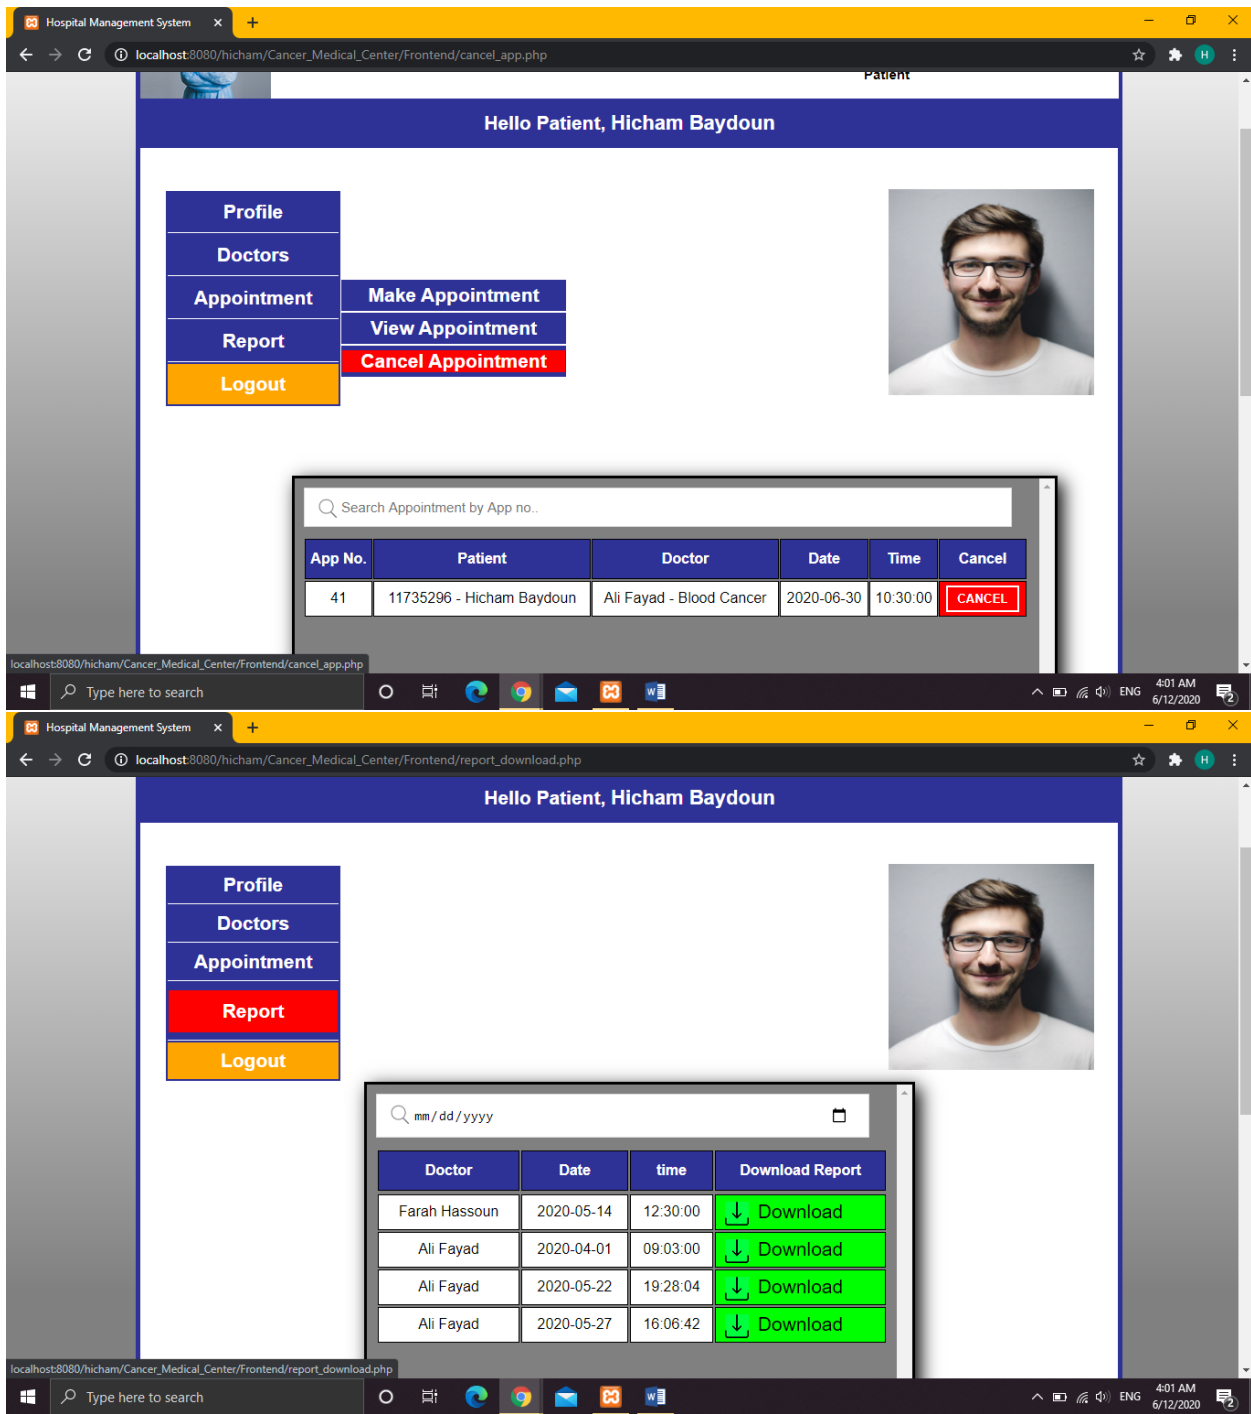 Hospital Management System
localhost:8080/hicham/Cancer_Medical_Center/Frontend/cancel_app.php
H
Patient
Hello Patient, Hicham Baydoun
Profile
Doctors
Appointment
Make Appointment
View Appointment
Report
Cancel Appointment
Logout
Search Appointment by App no..
App No. Patient Doctor Date Time Cancel
41 11735296 - Hicham Baydoun Ali Fayad - Blood Cancer 2020-06-30 10:30:00 CANCEL
localhost:8080/hicham/Cancer_Medical_Center/Frontend/cancel_app.php
Type here to search
ENG
4:01 AM
6/12/2020
2
Hospital Management System
localhost:8080/hicham/Cancer_Medical_Center/Frontend/report_download.php
H
Hello Patient, Hicham Baydoun
Profile
Doctors
Appointment
Report
Logout
mm/dd/yyyy
Doctor Date time Download Report
Farah Hassoun 2020-05-14 12:30:00 Download
Ali Fayad 2020-04-01 09:03:00 Download
Ali Fayad 2020-05-22 19:28:04 Download
Ali Fayad 2020-05-27 16:06:42 Download
localhost:8080/hicham/Cancer_Medical_Center/Frontend/report_download.php
Type here to search
ENG
4:01 AM
6/12/2020
2